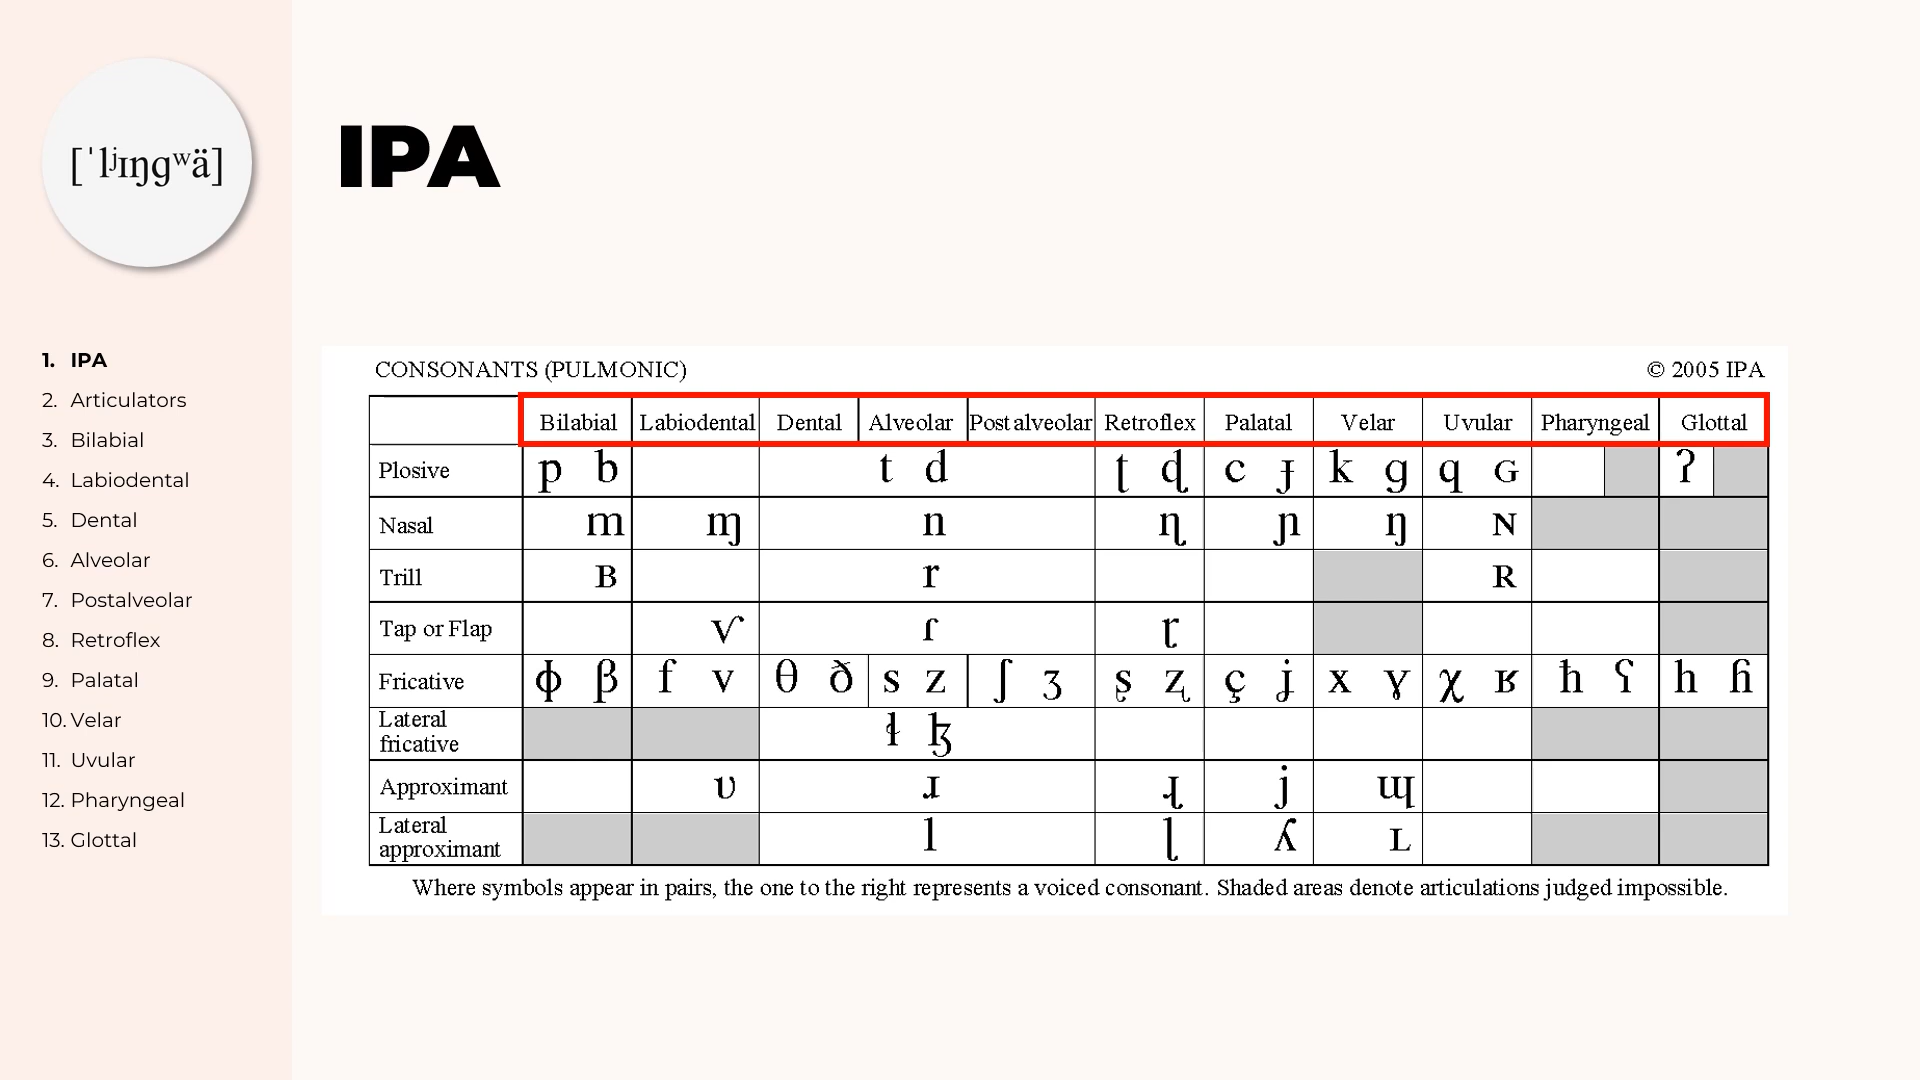 [ˈlʲɪŋɡʷä]
IPA
1. IPA
2. Articulators
3. Bilabial
4. Labiodental
5. Dental
6. Alveolar
7. Postalveolar
8. Retroflex
9. Palatal
10. Velar
11. Uvular
12. Pharyngeal
13. Glottal
CONSONANTS (PULMONIC) © 2005 IPA
Bilabial Labiodental Dental Alveolar Postalveolar Retroflex Palatal Velar Uvular Pharyngeal Glottal
Plosive p b t d ʈ ɖ c ɟ k ɡ q ɢ ʔ
Nasal m ɱ n ɳ ɲ ŋ ɴ
Trill ʙ r ʀ
Tap or Flap ⱱ ɾ ɽ
Fricative ɸ β f v θ ð s z ʃ ʒ ʂ ʐ ç ʝ x ɣ χ ʁ ħ ʕ h ɦ
Lateral
fricative ɬ ɮ
Approximant ʋ ɹ ɻ j ɰ
Lateral
approximant l ɭ ʎ ʟ
Where symbols appear in pairs, the one to the right represents a voiced consonant. Shaded areas denote articulations judged impossible.